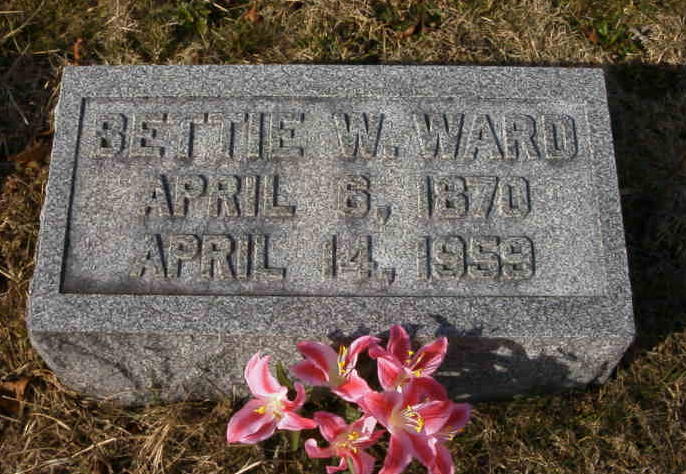 BETTIE W. WARD
APRIL 6, 1870
APRIL 14, 1959